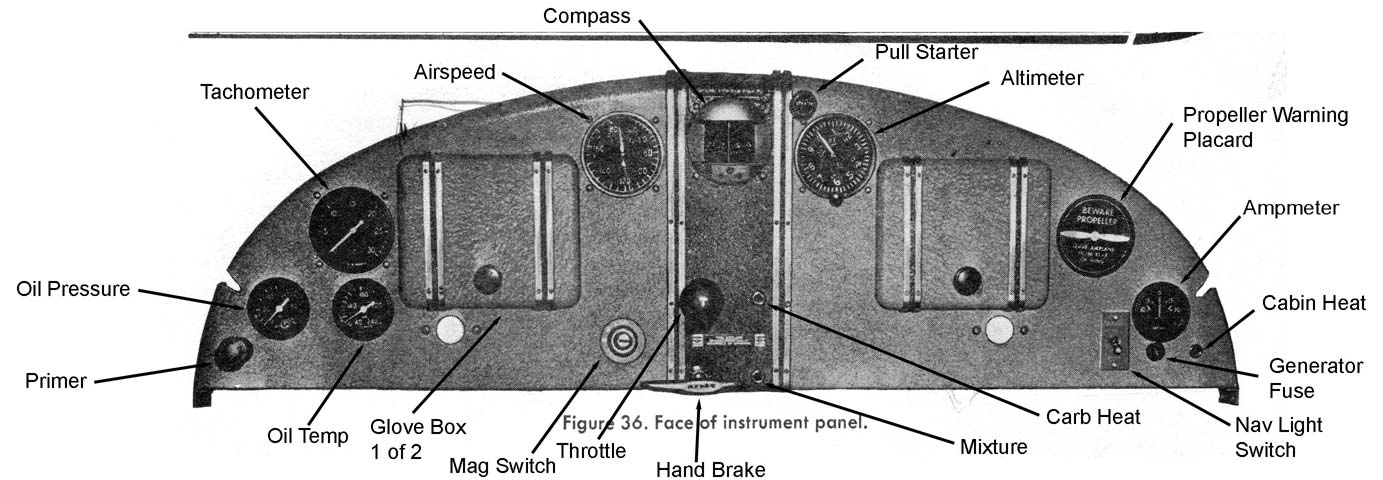 Compass
Pull Starter
Airspeed
Altimeter
Tachometer
Propeller Warning
Placard
BEWARE
PROPELLER
Ampmeter
Oil Pressure
Cabin Heat
Primer
Generator
Fuse
Oil Temp
Glove Box
1 of 2
Mag Switch
Throttle
Hand Brake
Figure 36. Face of instrument panel.
Mixture
Carb Heat
Nav Light
Switch